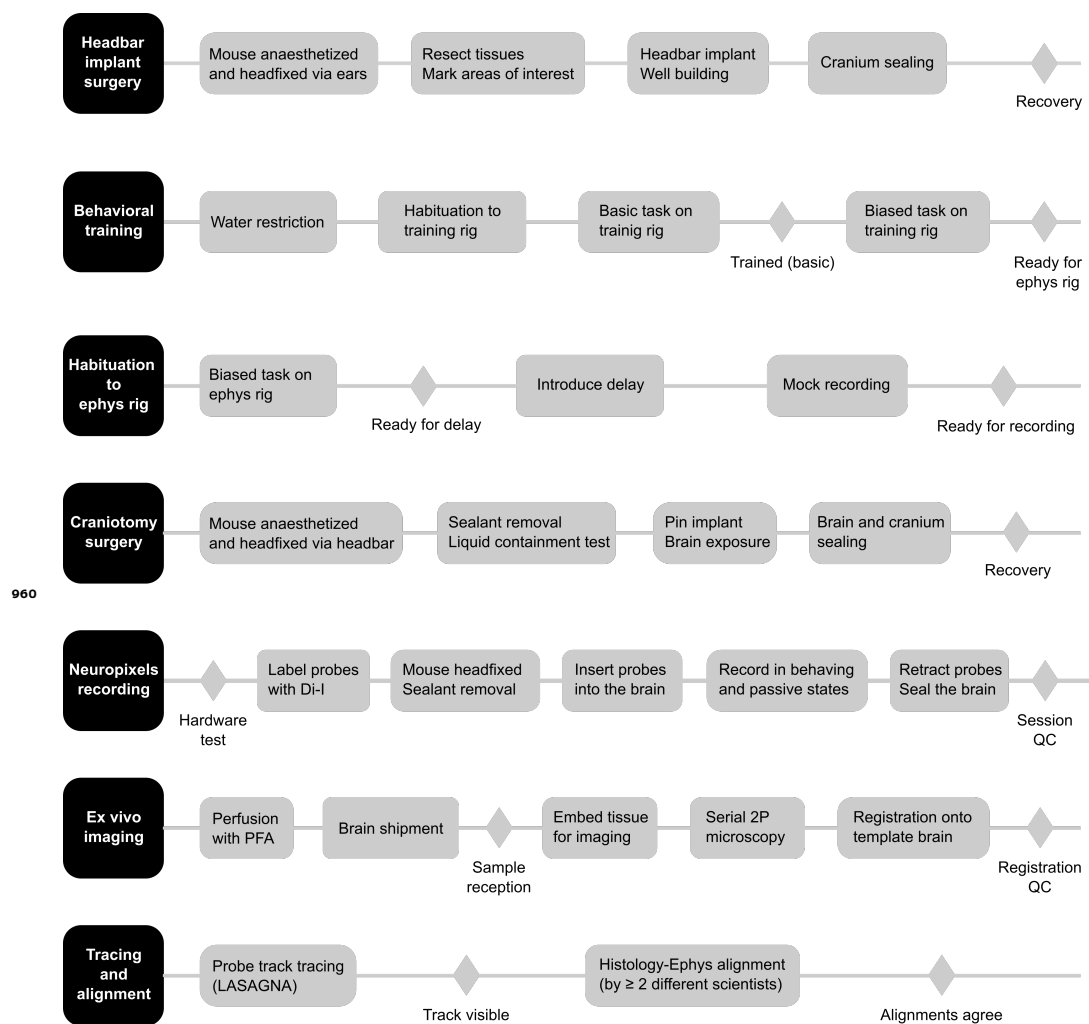 Headbar
implant
surgery
Mouse anaesthetized
and headfixed via ears
Resect tissues
Mark areas of interest
Headbar implant
Well building
Cranium sealing
Recovery
Behavioral
training
Water restriction
Habituation to
training rig
Basic task on
trainig rig
Trained (basic)
Biased task on
training rig
Ready for
ephys rig
Habituation
to
ephys rig
Biased task on
ephys rig
Ready for delay
Introduce delay
Mock recording
Ready for recording
Craniotomy
surgery
Mouse anaesthetized
and headfixed via headbar
Sealant removal
Liquid containment test
Pin implant
Brain exposure
Brain and cranium
sealing
Recovery
960
Neuropixels
recording
Hardware
test
Label probes
with Di-I
Mouse headfixed
Sealant removal
Insert probes
into the brain
Record in behaving
and passive states
Retract probes
Seal the brain
Session
QC
Ex vivo
imaging
Perfusion
with PFA
Brain shipment
Sample
reception
Embed tissue
for imaging
Serial 2P
microscopy
Registration onto
template brain
Registration
QC
Tracing
and
alignment
Probe track tracing
(LASAGNA)
Track visible
Histology-Ephys alignment
(by ≥ 2 different scientists)
Alignments agree